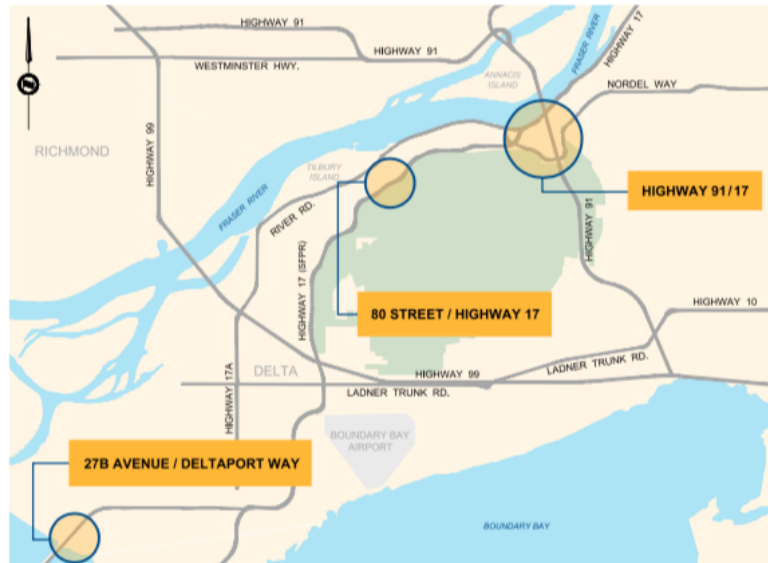 HIGHWAY 91
HIGHWAY 17
FRASER RIVER
HIGHWAY 91
WESTMINSTER HWY.
ANNACIS
ISLAND
NORDEL WAY
HIGHWAY 99
RICHMOND
TILBURY
ISLAND
HIGHWAY 91/17
FRASER RIVER
RIVER RD.
HIGHWAY 91
HIGHWAY 17 (SFPR)
80 STREET / HIGHWAY 17
HIGHWAY 10
LADNER TRUNK RD.
DELTA
HIGHWAY 99
HIGHWAY 17A
LADNER TRUNK RD.
BOUNDARY BAY
AIRPORT
27B AVENUE / DELTAPORT WAY
BOUNDARY BAY